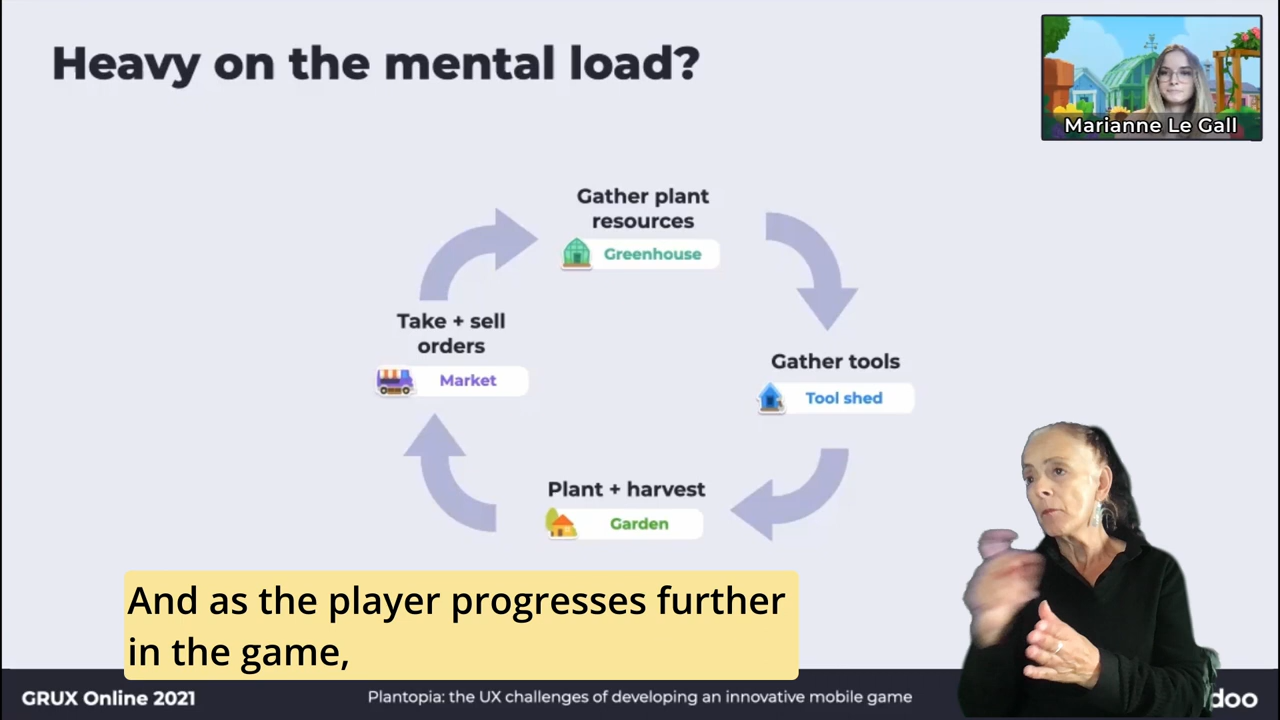 Heavy on the mental load?
Marianne Le Gall
Gather plant
resources
Greenhouse
Take + sell
orders
Market
Gather tools
Tool shed
Plant + harvest
Garden
And as the player progresses further
in the game,
GRUX Online 2021
Plantopia: the UX challenges of developing an innovative mobile game
doo